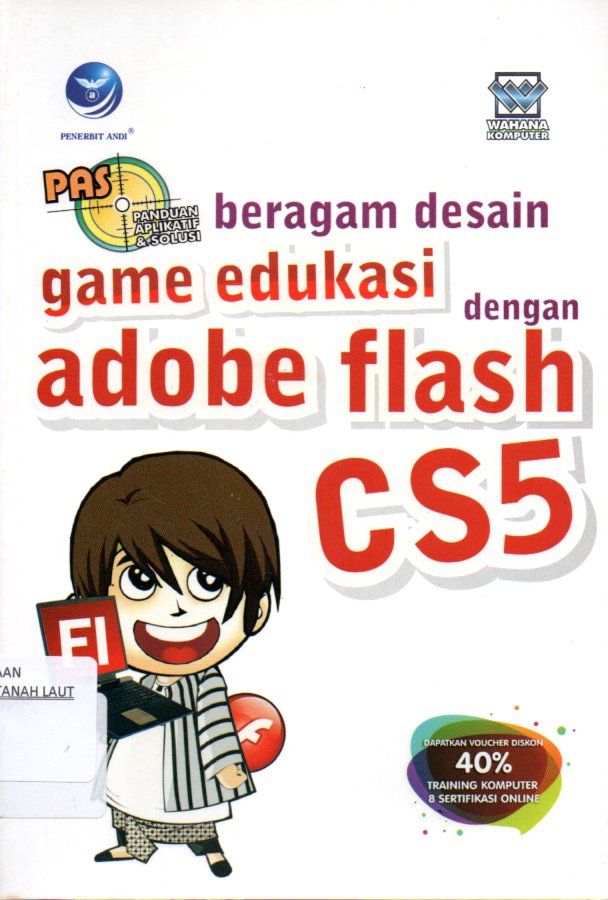 PENERBIT ANDI®
WAHANA
KOMPUTER
PAS
PANDUAN
APLIKATIF
& SOLUSI
beragam desain
game edukasi
dengan
adobe flash
CS5
Fl
AAN
TANAH LAUT
DAPATKAN VOUCHER DISKON
40%
TRAINING KOMPUTER
& SERTIFIKASI ONLINE